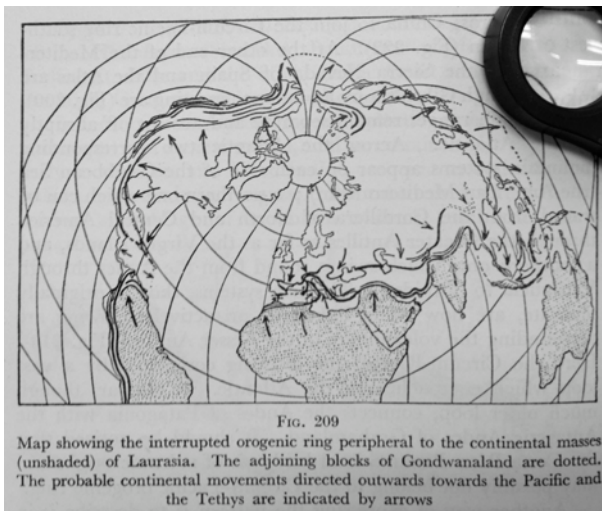 FIG. 209
Map showing the interrupted orogenic ring peripheral to the continental masses
(unshaded) of Laurasia. The adjoining blocks of Gondwanaland are dotted.
The probable continental movements directed outwards towards the Pacific and
the Tethys are indicated by arrows